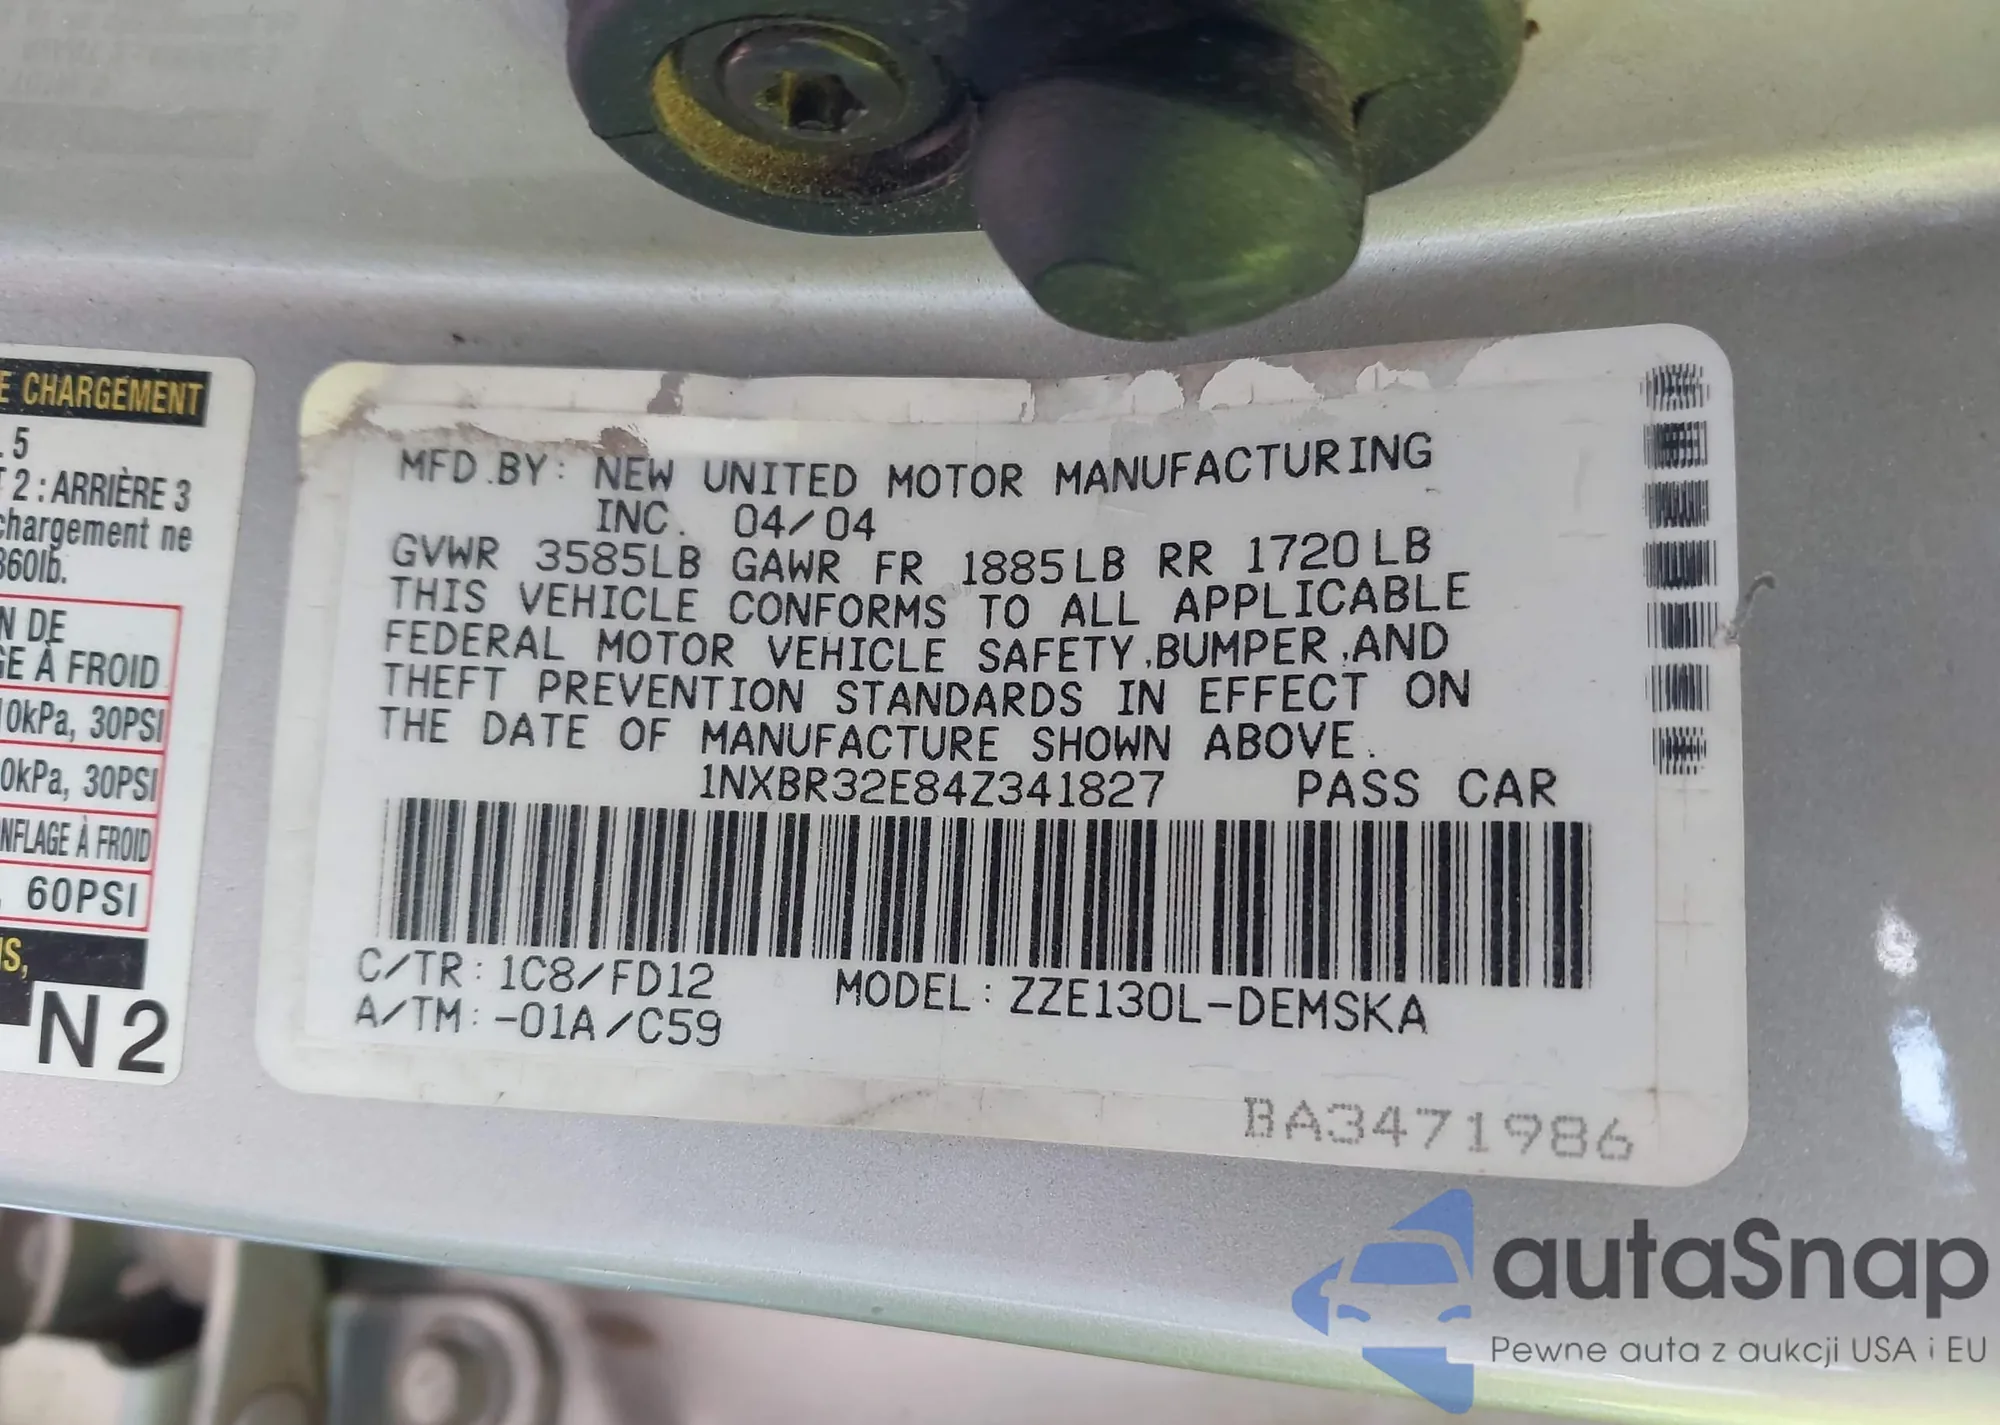 E CHARGEMENT
5
2 : ARRIÈRE 3
chargement ne
360lb.
N DE
GE À FROID
10kPa, 30PSI
0kPa, 30PSI
NFLAGE À FROID
60PSI
N2
MFD.BY: NEW UNITED MOTOR MANUFACTURING
INC. 04/04
GVWR 3585LB GAWR FR 1885LB RR 1720LB
THIS VEHICLE CONFORMS TO ALL APPLICABLE
FEDERAL MOTOR VEHICLE SAFETY,BUMPER,AND
THEFT PREVENTION STANDARDS IN EFFECT ON
THE DATE OF MANUFACTURE SHOWN ABOVE.
1NXBR32E84Z341827 PASS CAR
C/TR: 1C8/FD12 MODEL: ZZE130L-DEMSKA
A/TM: -01A/C59
BA3471986
autaSnap
Pewne auta z aukcji USA i EU